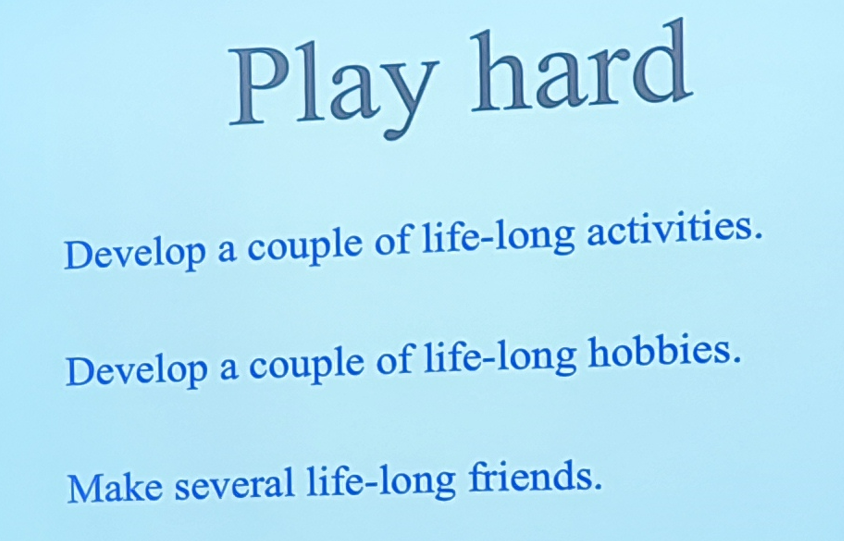 Play hard
Develop a couple of life-long activities.
Develop a couple of life-long hobbies.
Make several life-long friends.